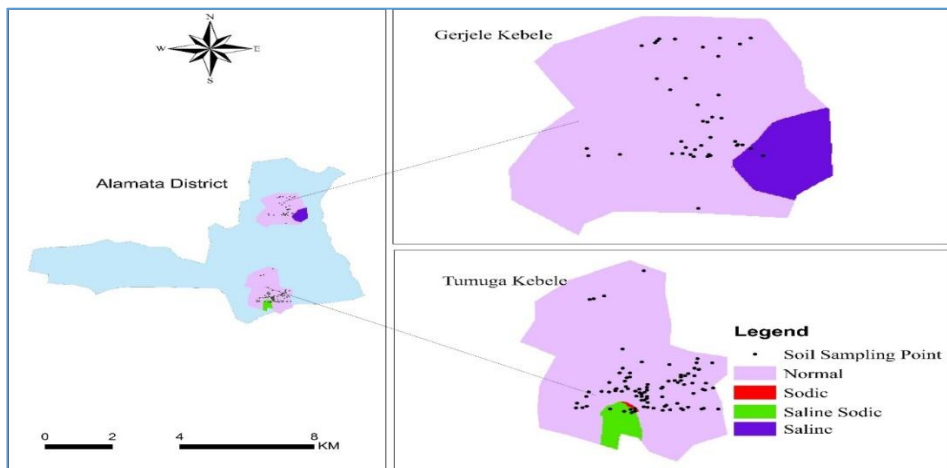 N
W E
S
Alamata District
0 2 4 8
KM
Gerjele Kebele
Tumuga Kebele
Legend
Soil Sampling Point
Normal
Sodic
Saline Sodic
Saline